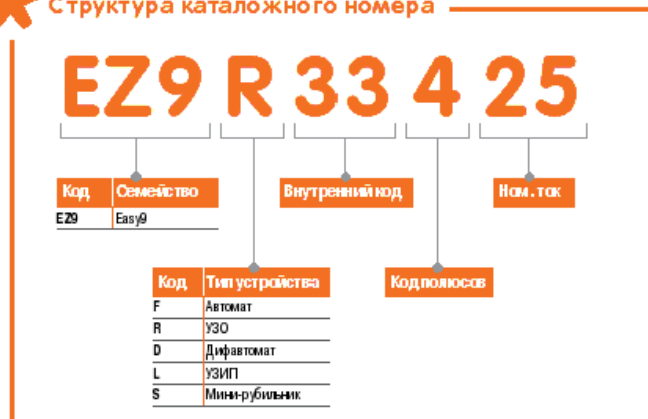 Структура каталожного номера
EZ9 R 33 4 25
Код Семейство
EZ9 Easy9
Внутренний код
Ном. ток
Код Тип устройства
F Автомат
R УЗО
D Дифавтомат
L УЗИП
S Мини-рубильник
Код полюсов